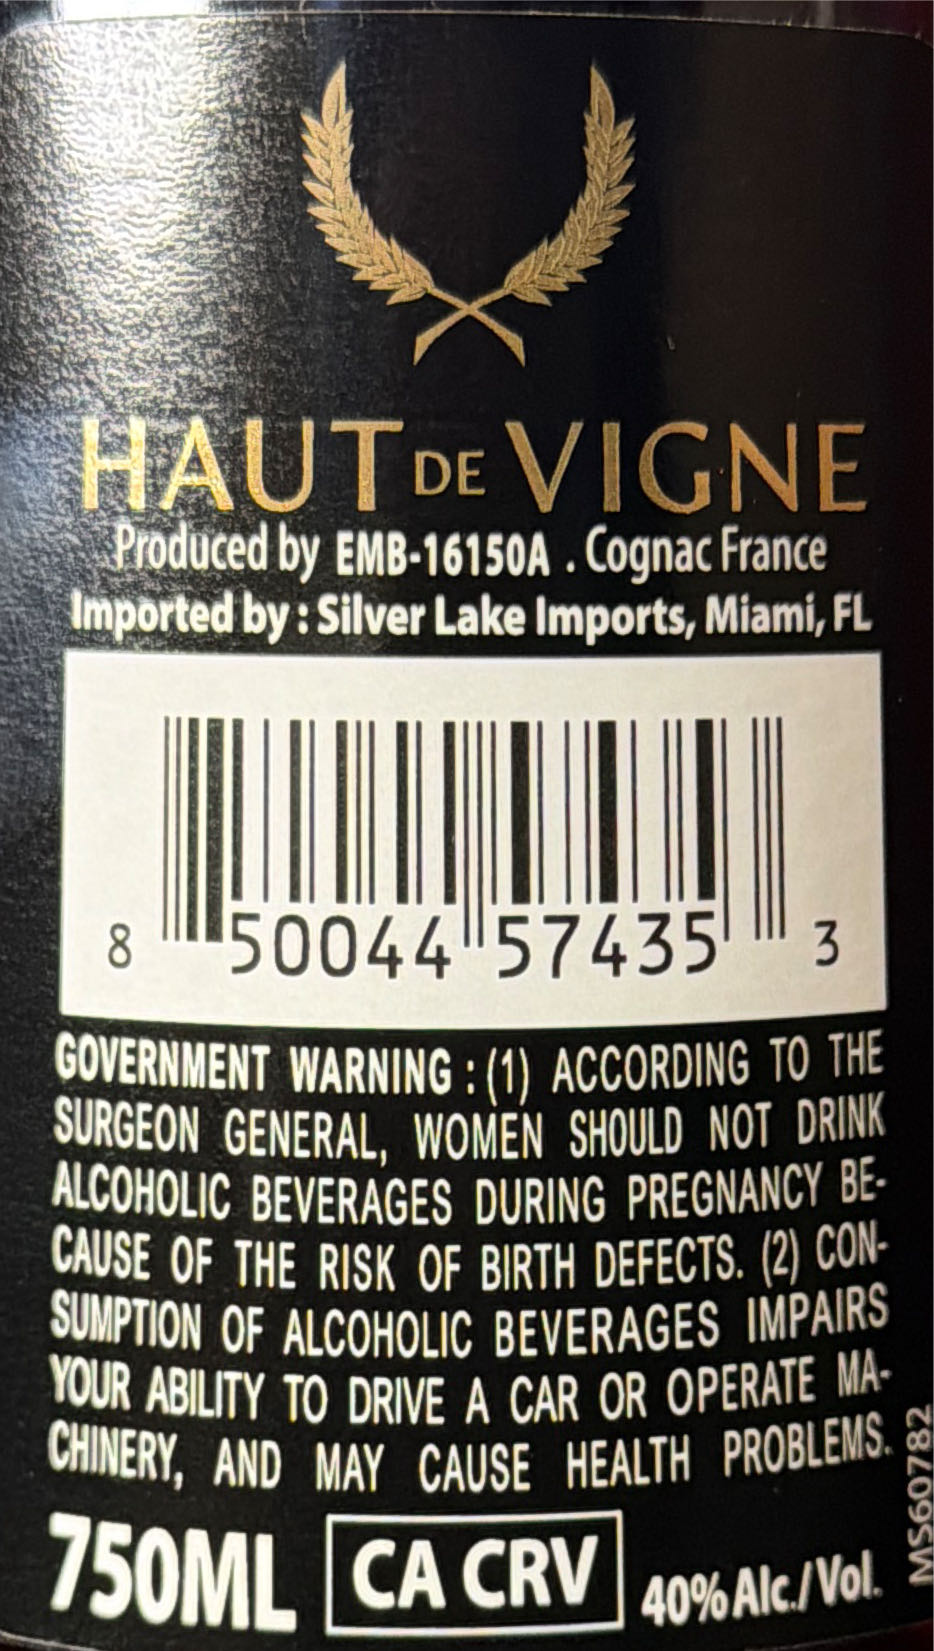 HAUT DE VIGNE
Produced by EMB-16150A . Cognac France
Imported by : Silver Lake Imports, Miami, FL
8 50044 57435 3
GOVERNMENT WARNING : (1) ACCORDING TO THE
SURGEON GENERAL, WOMEN SHOULD NOT DRINK
ALCOHOLIC BEVERAGES DURING PREGNANCY BE-
CAUSE OF THE RISK OF BIRTH DEFECTS. (2) CON-
SUMPTION OF ALCOHOLIC BEVERAGES IMPAIRS
YOUR ABILITY TO DRIVE A CAR OR OPERATE MA-
CHINERY, AND MAY CAUSE HEALTH PROBLEMS.
750ML CA CRV 40% Alc./Vol.
MS60782